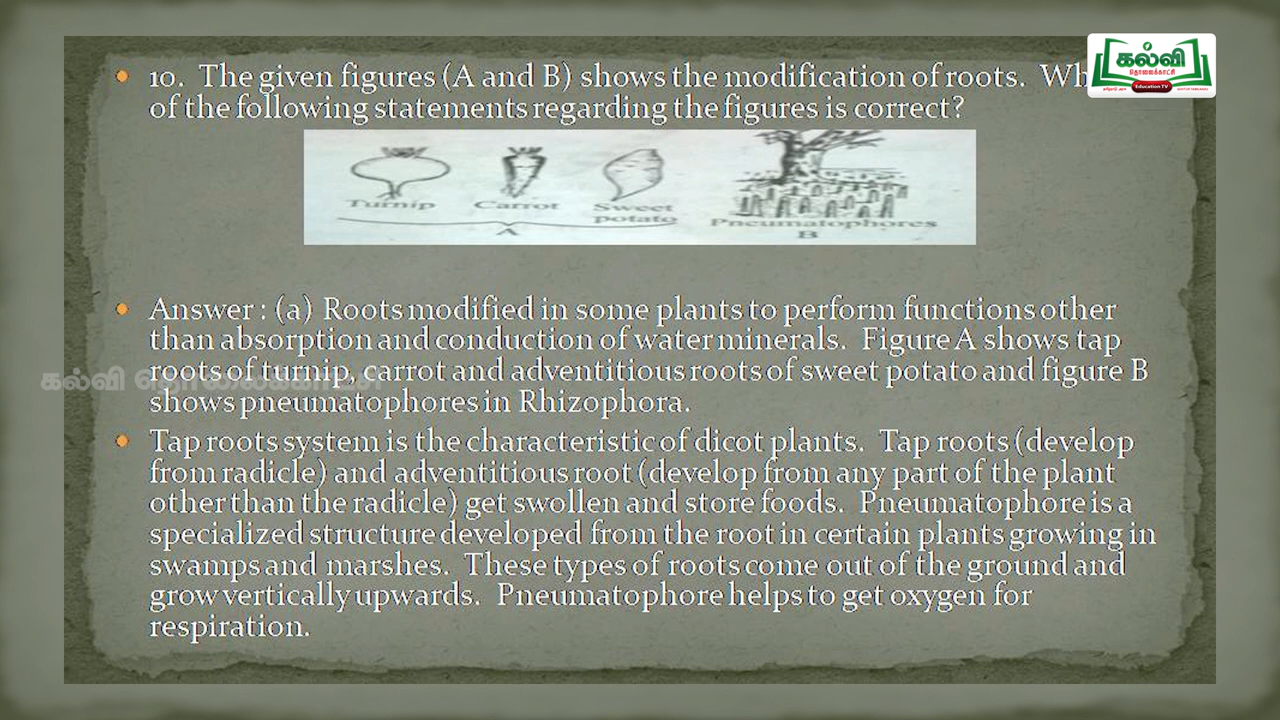 கல்வி
தொலைக்காட்சி
Education TV
10. The given figures (A and B) shows the modification of roots. Wh
of the following statements regarding the figures is correct?
Turnip Carrot Sweet potato
A
Pneumatophores
B
Answer : (a) Roots modified in some plants to perform functions other
than absorption and conduction of water minerals. Figure A shows tap
roots of turnip, carrot and adventitious roots of sweet potato and figure B
shows pneumatophores in Rhizophora.
கல்வி தொலைக்காட்சி
Tap roots system is the characteristic of dicot plants. Tap roots (develop
from radicle) and adventitious root (develop from any part of the plant
other than the radicle) get swollen and store foods. Pneumatophore is a
specialized structure developed from the root in certain plants growing in
swamps and marshes. These types of roots come out of the ground and
grow vertically upwards. Pneumatophore helps to get oxygen for
respiration.